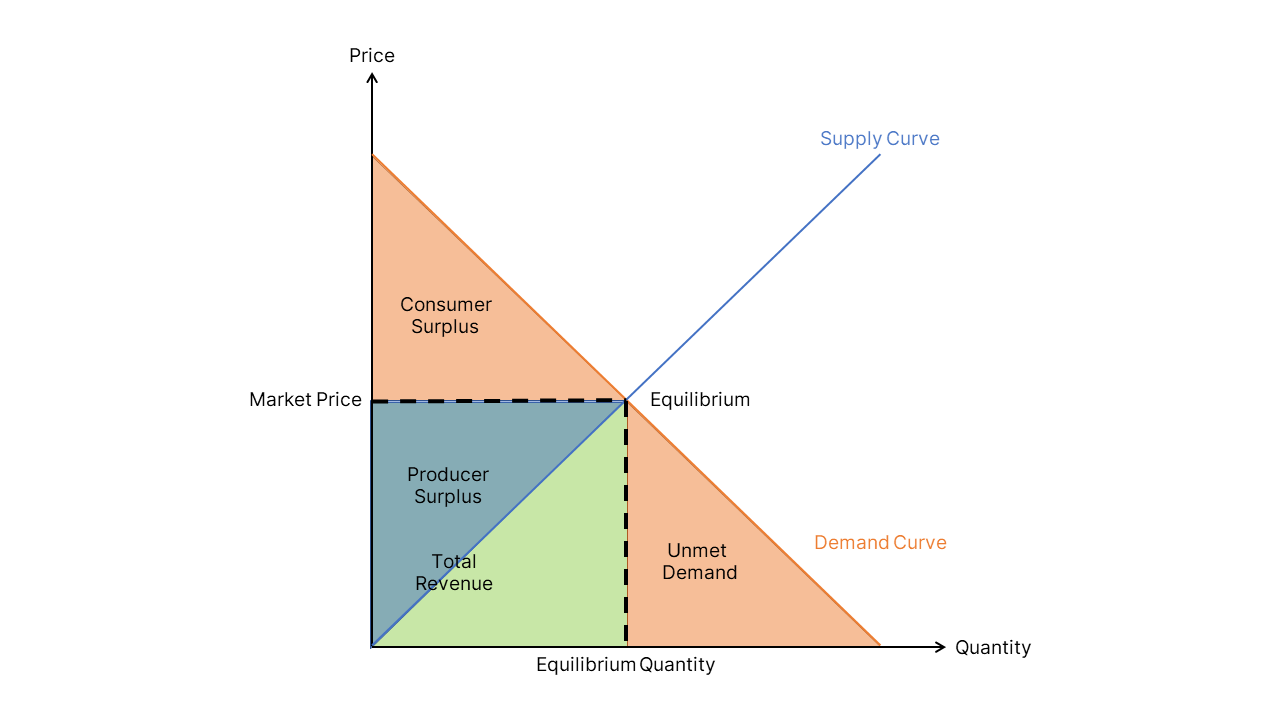 Price
Supply Curve
Consumer
Surplus
Market Price
Equilibrium
Producer
Surplus
Total
Revenue
Unmet
Demand
Demand Curve
Quantity
Equilibrium Quantity